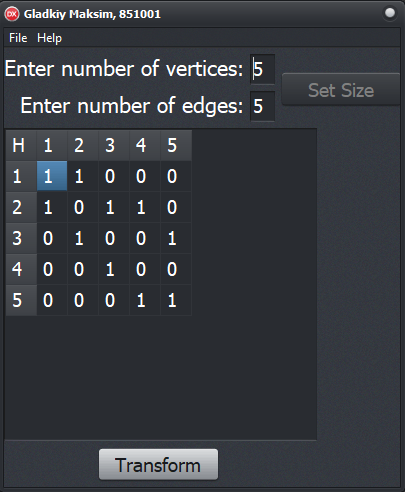 DX Gladkiy Maksim, 851001
File Help
Enter number of vertices: 5
Set Size
Enter number of edges: 5
H 1 2 3 4 5
1 1 1 0 0 0
2 1 0 1 1 0
3 0 1 0 0 1
4 0 0 1 0 0
5 0 0 0 1 1
Transform